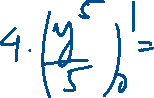 4. (y^5/5)_0^1 =